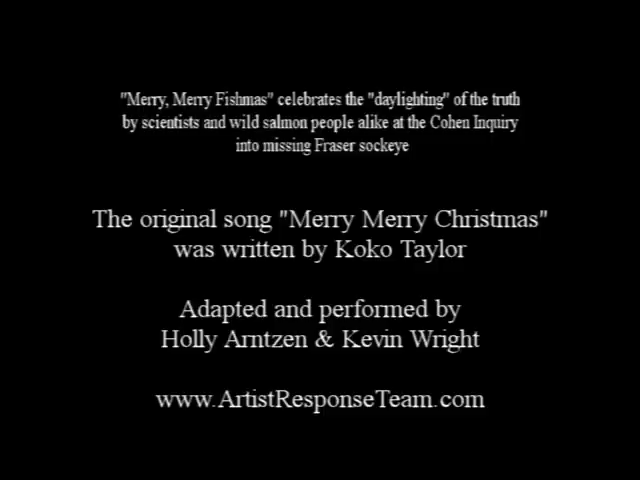 "Merry, Merry Fishmas" celebrates the "daylighting" of the truth
by scientists and wild salmon people alike at the Cohen Inquiry
into missing Fraser sockeye
The original song "Merry Merry Christmas"
was written by Koko Taylor
Adapted and performed by
Holly Arntzen & Kevin Wright
www.ArtistResponseTeam.com